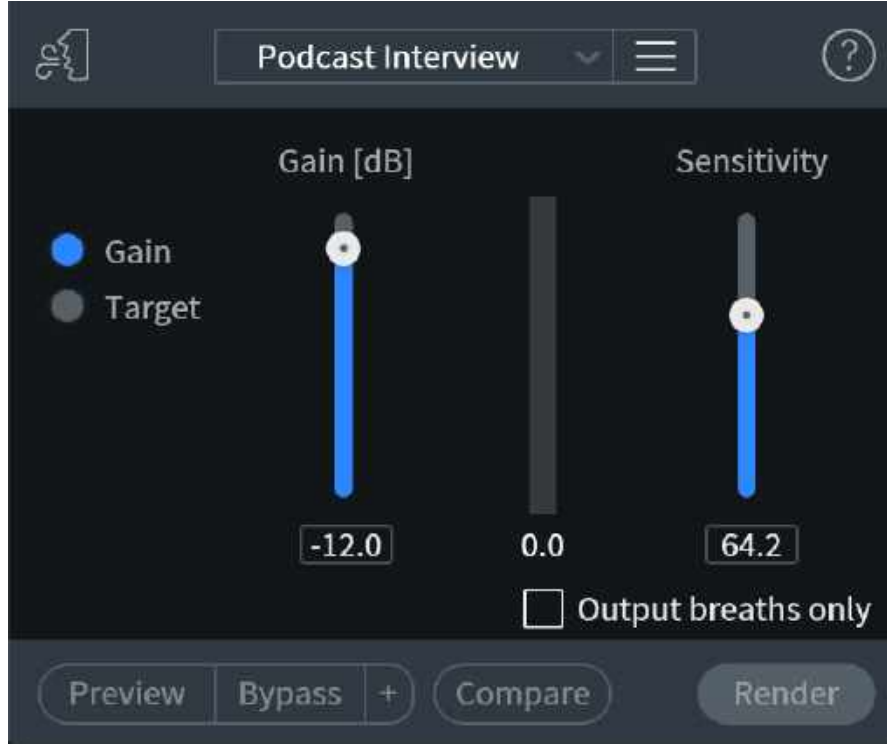 Podcast Interview
?
Gain [dB]
Sensitivity
Gain
Target
-12.0
0.0
64.2
Output breaths only
Preview
Bypass
+
Compare
Render